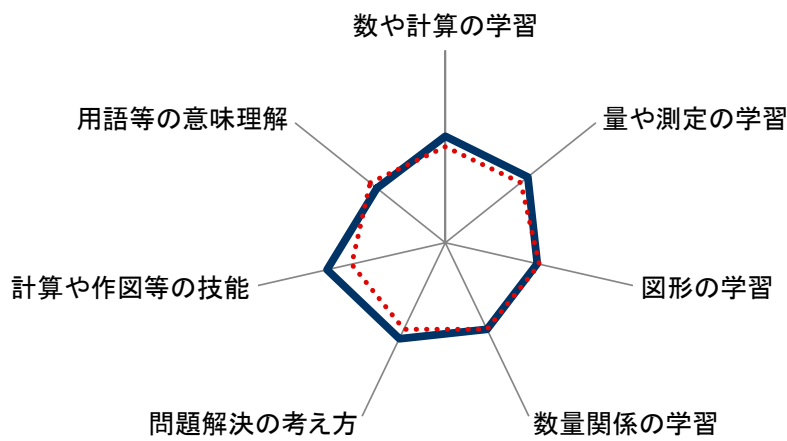 数や計算の学習
用語等の意味理解
量や測定の学習
計算や作図等の技能
図形の学習
問題解決の考え方
数量関係の学習